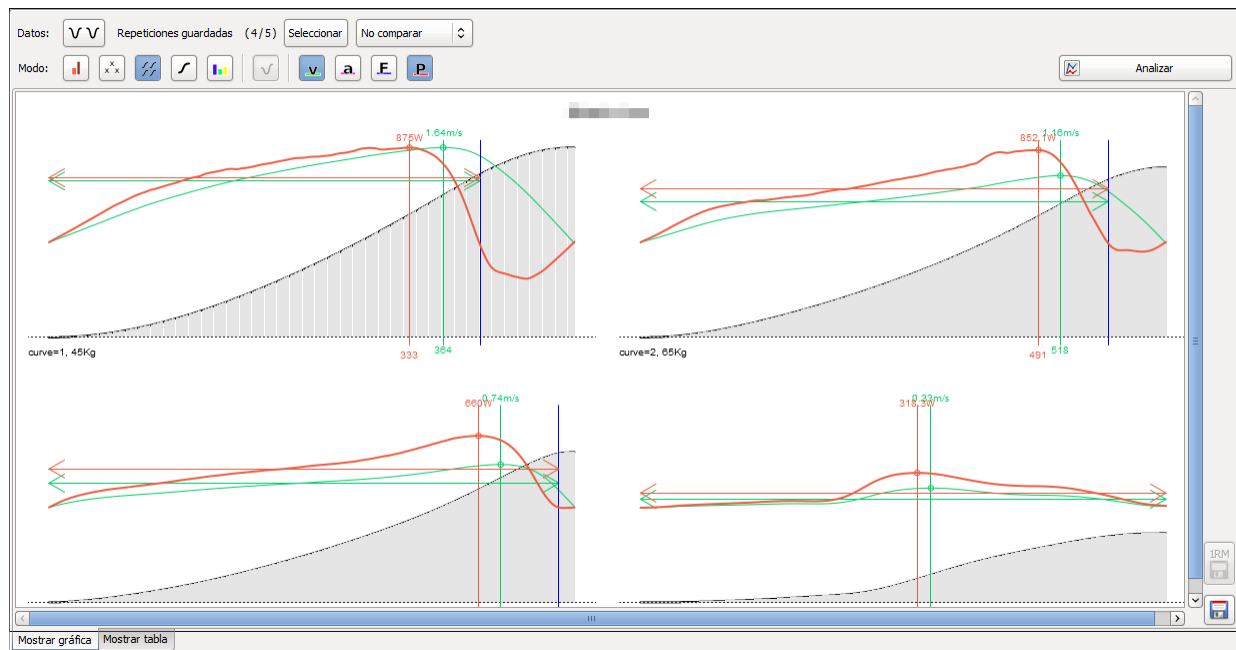 Datos: Repeticiones guardadas (4/5) Seleccionar No comparar
Modo: v a F P Analizar
875W 1.64m/s
852.1W 1.16m/s
curve=1, 45Kg 333 364
curve=2, 65Kg 491 518
660W 0.74m/s
318.3W 0.33m/s
1RM
Mostrar gráfica Mostrar tabla